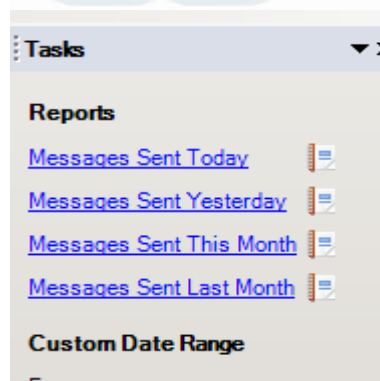 Tasks
Reports
Messages Sent Today
Messages Sent Yesterday
Messages Sent This Month
Messages Sent Last Month
Custom Date Range